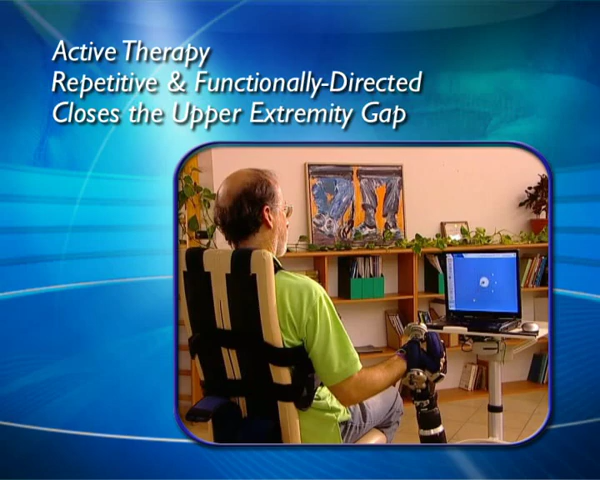 Active Therapy
Repetitive & Functionally-Directed
Closes the Upper Extremity Gap